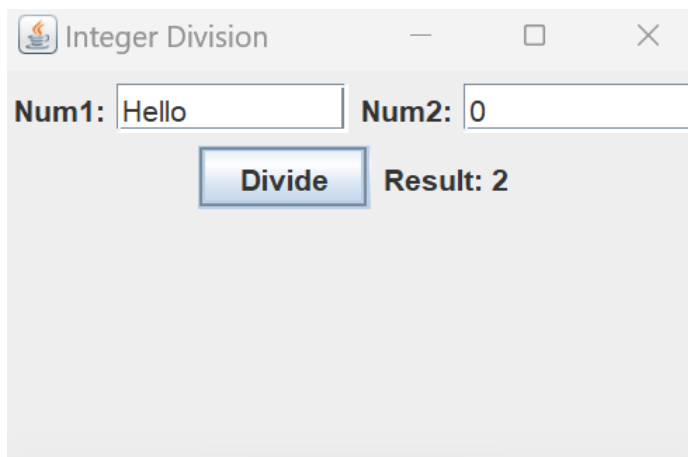 Integer Division
Num1: Hello Num2: 0
Divide Result: 2